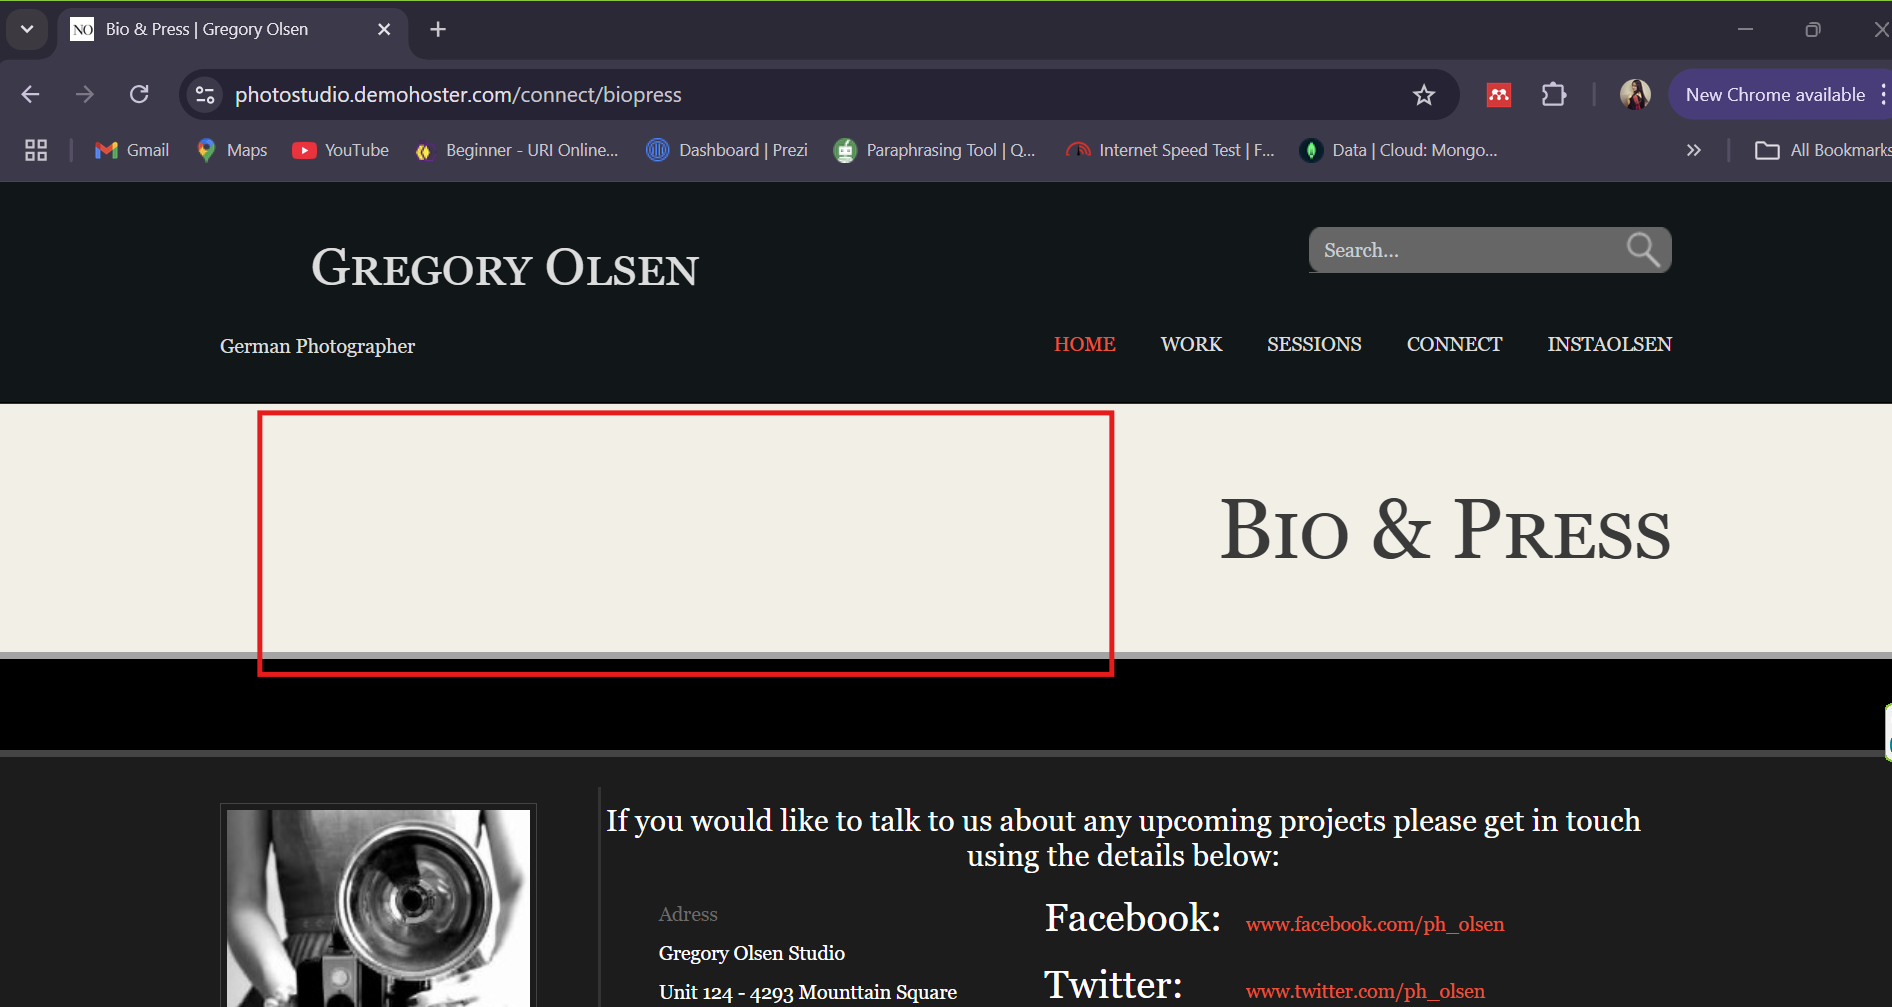 NO Bio & Press | Gregory Olsen
photostudio.demohoster.com/connect/biopress
New Chrome available
Gmail
Maps
YouTube
Beginner - URI Online...
Dashboard | Prezi
Paraphrasing Tool | Q...
Internet Speed Test | F...
Data | Cloud: Mongo...
All Bookmarks
GREGORY OLSEN
Search...
German Photographer
HOME
WORK
SESSIONS
CONNECT
INSTAOLSEN
BIO & PRESS
If you would like to talk to us about any upcoming projects please get in touch
using the details below:
Adress
Gregory Olsen Studio
Unit 124 - 4293 Mounttain Square
Facebook: www.facebook.com/ph_olsen
Twitter: www.twitter.com/ph_olsen